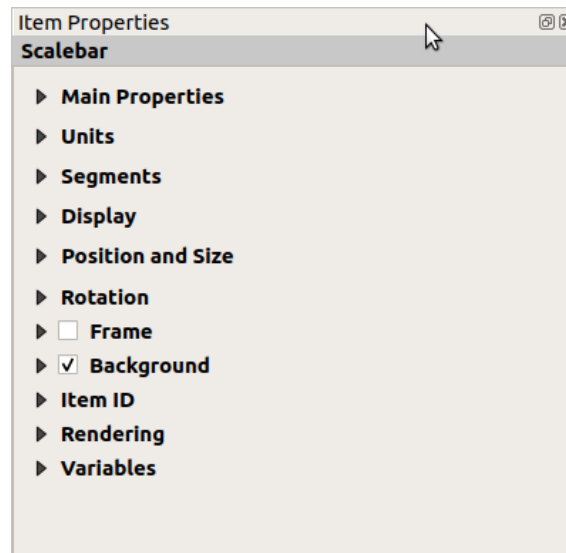 Item Properties
Scalebar
Main Properties
Units
Segments
Display
Position and Size
Rotation
Frame
Background
Item ID
Rendering
Variables